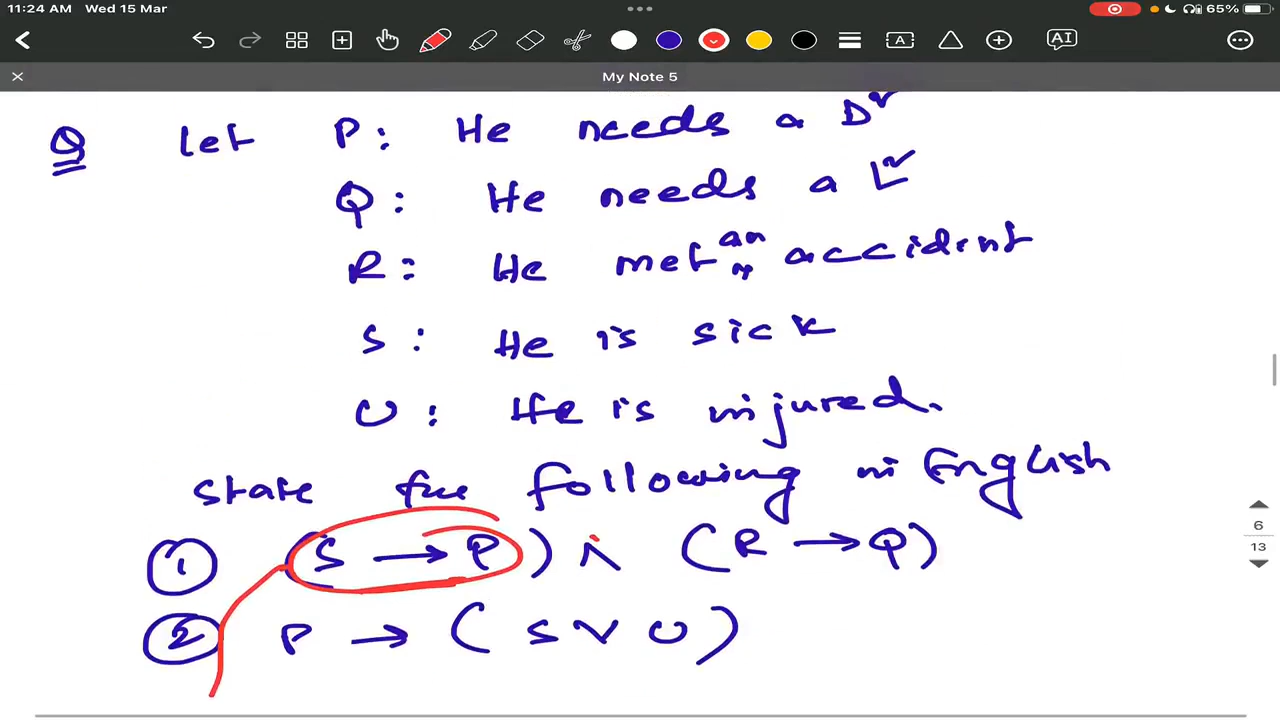 11:24 AM Wed 15 Mar
65%
A
AI
My Note 5
Q let P: He needs a Dr
Q: He needs a Lr
R: He met an accident
S: He is sick
U: He is injured.
state the following in English
1 (S → P) ∧ (R → Q)
2 P → (S ∨ U)
6
13